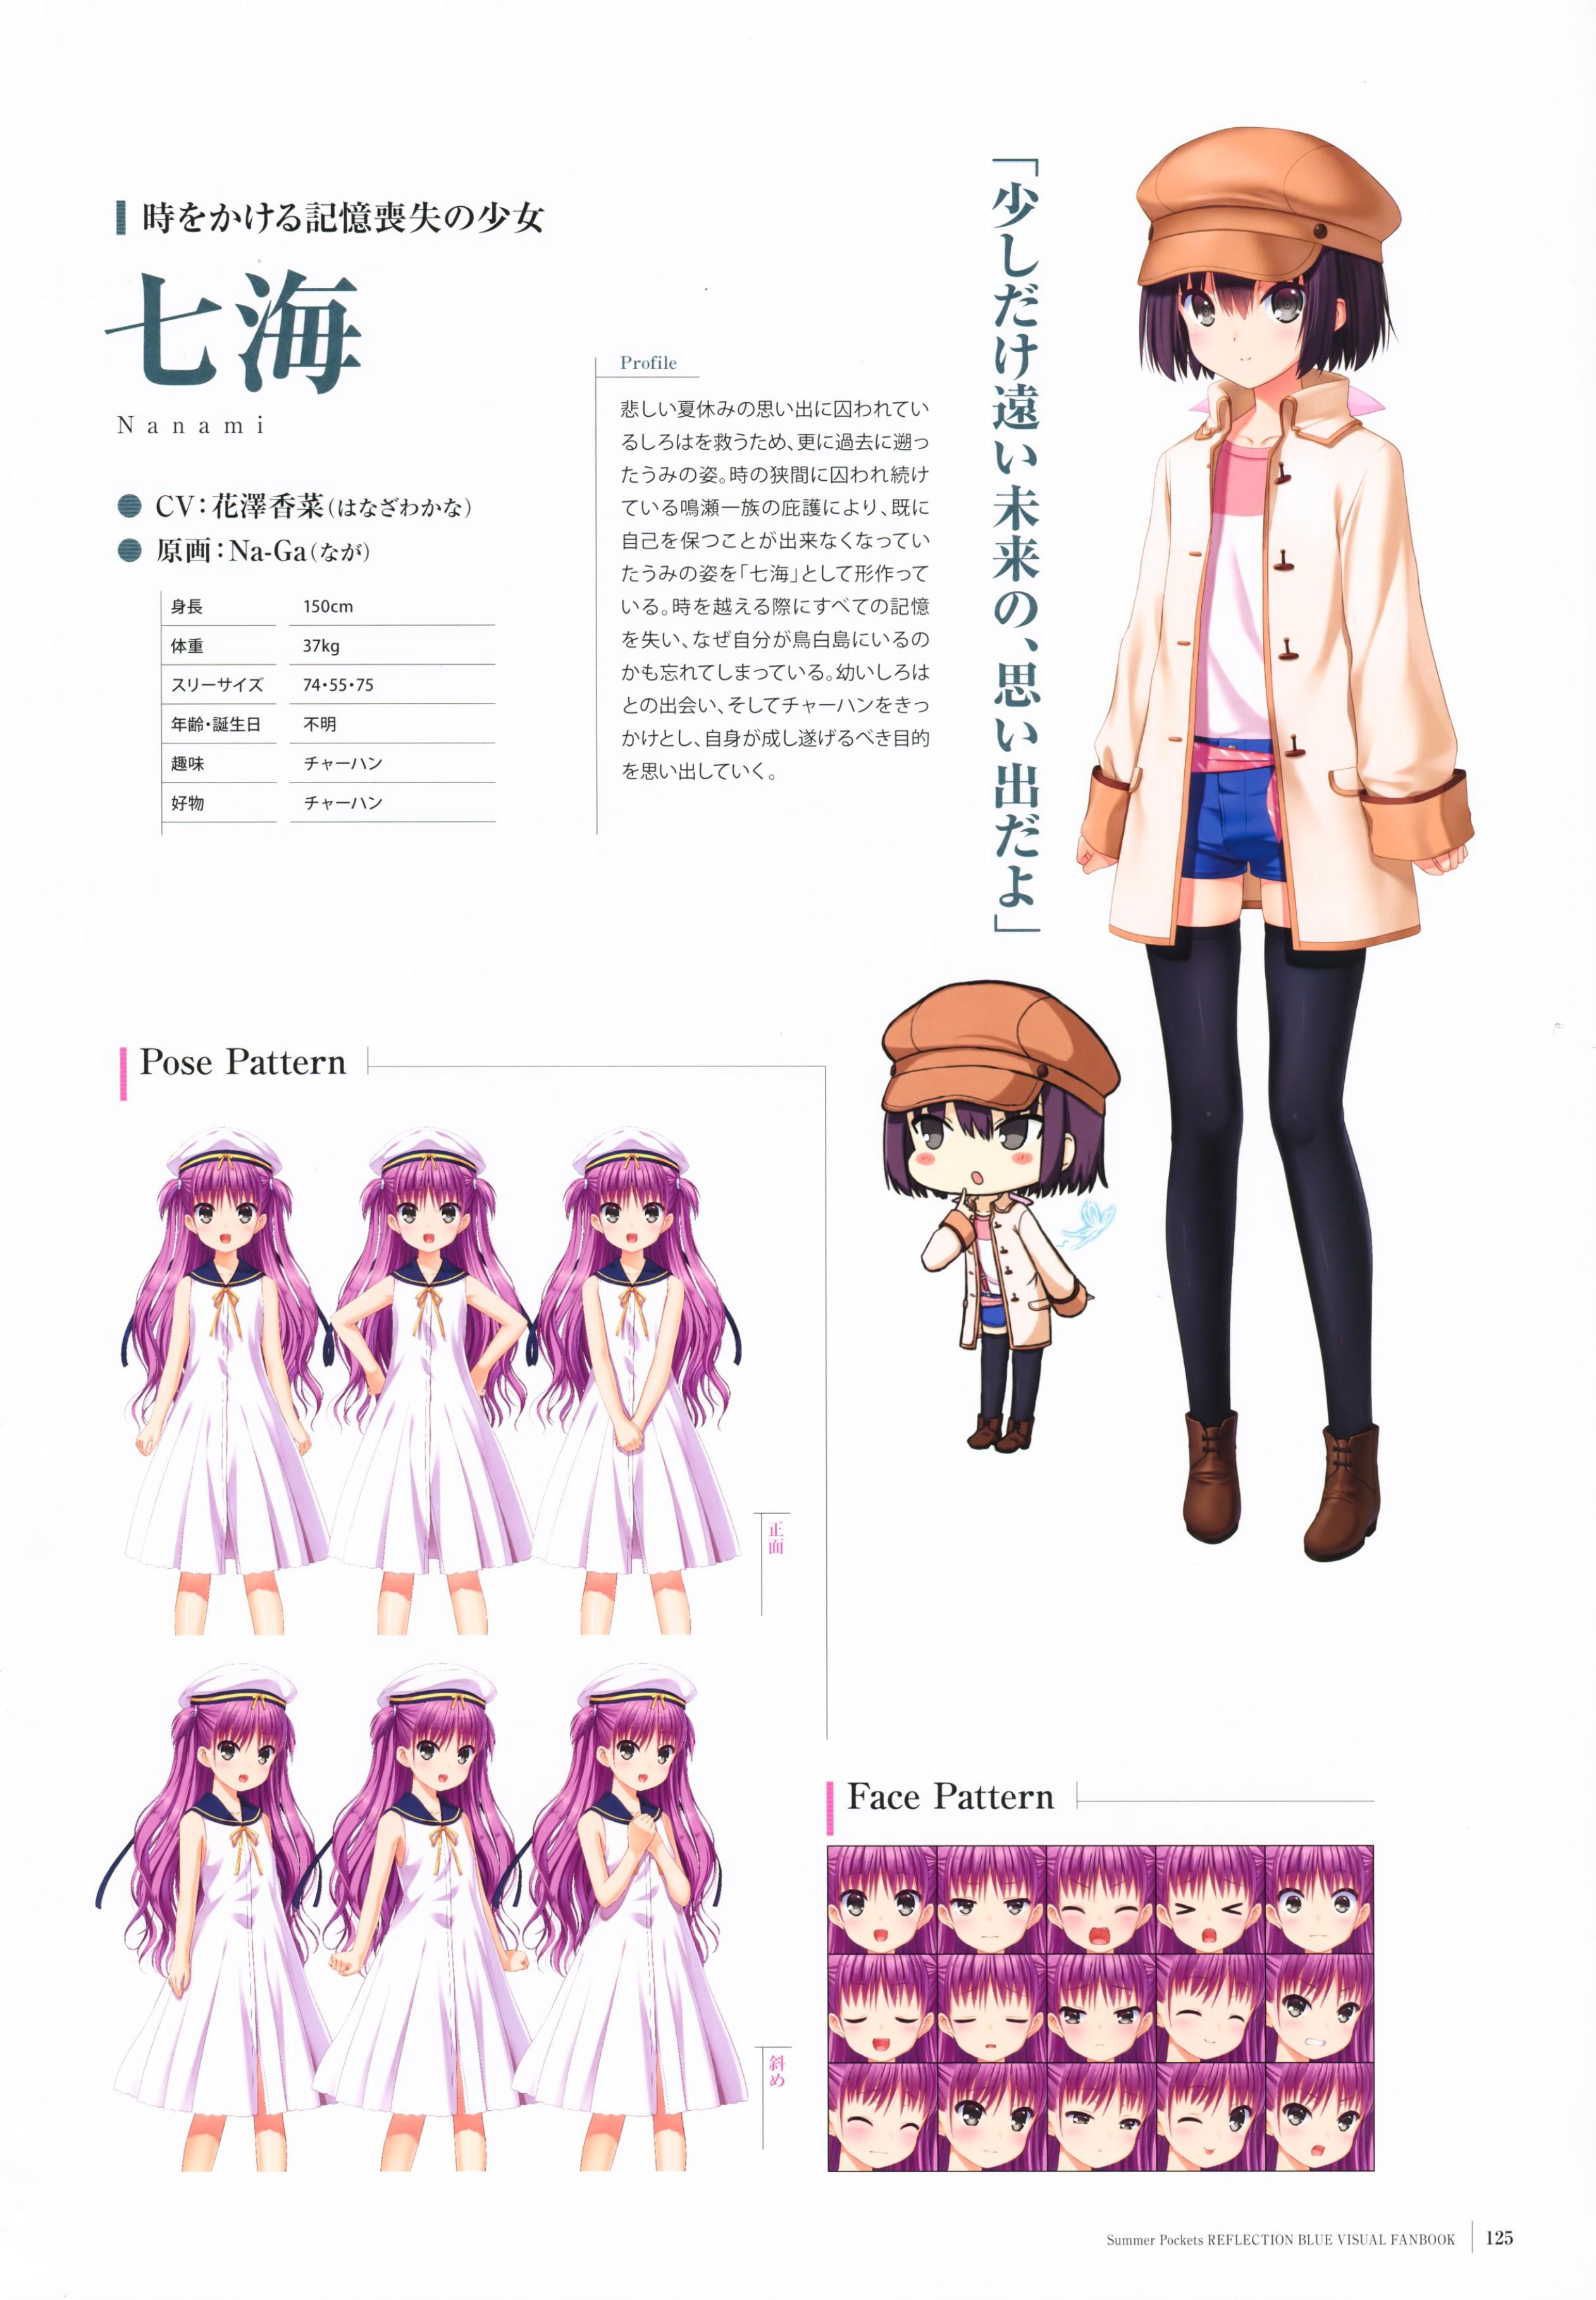 時をかける記憶喪失の少女
七海
Nanami
CV：花澤香菜（はなざわかな）
原画：Na-Ga（なが）
身長 150cm
体重 37kg
スリーサイズ 74・55・75
年齢・誕生日 不明
趣味 チャーハン
好物 チャーハン
Profile
悲しい夏休みの思い出に囚われてい
るしろはを救うため、更に過去に遡っ
たうみの姿。時の狭間に囚われ続け
ている鳴瀬一族の庇護により、既に
自己を保つことが出来なくなってい
たうみの姿を「七海」として形作って
いる。時を越える際にすべての記憶
を失い、なぜ自分が鳥白島にいるの
かも忘れてしまっている。幼いしろは
との出会い、そしてチャーハンをきっ
かけとし、自身が成し遂げるべき目的
を思い出していく。
「少しだけ遠い未来の、思い出だよ」
Pose Pattern
正面
斜め
Face Pattern
Summer Pockets REFLECTION BLUE VISUAL FANBOOK 125